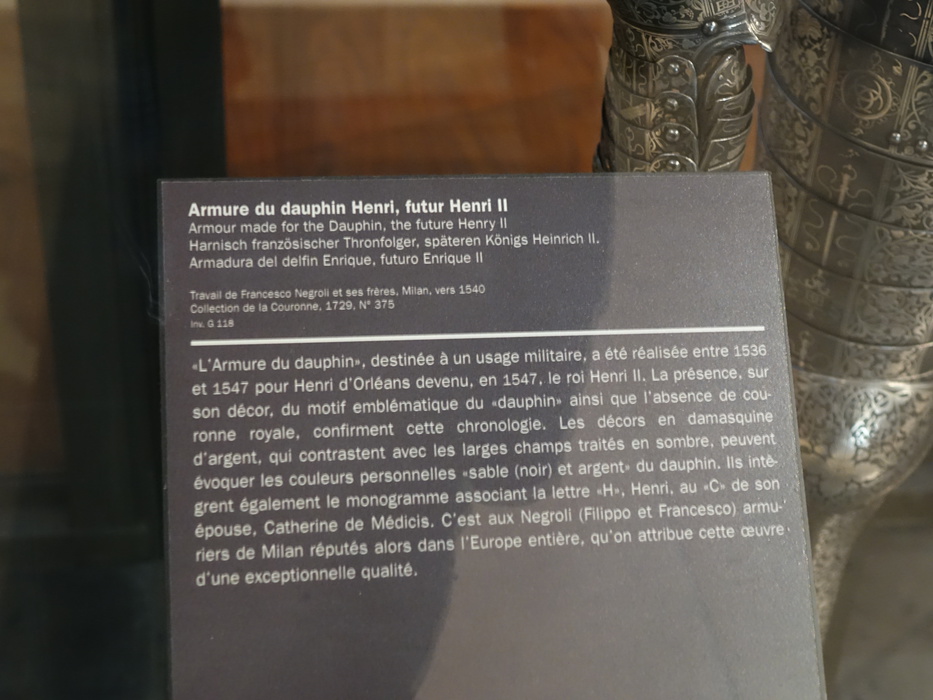 Armure du dauphin Henri, futur Henri II
Armour made for the Dauphin, the future Henry II
Harnisch französischer Thronfolger, späteren Königs Heinrich II.
Armadura del delfin Enrique, futuro Enrique II
Travail de Francesco Negroli et ses frères, Milan, vers 1540
Collection de la Couronne, 1729, N° 375
Inv. G 118
«L'Armure du dauphin», destinée à un usage militaire, a été réalisée entre 1536
et 1547 pour Henri d'Orléans devenu, en 1547, le roi Henri II. La présence, sur
son décor, du motif emblématique du «dauphin» ainsi que l'absence de cou-
ronne royale, confirment cette chronologie. Les décors en damasquine
d'argent, qui contrastent avec les larges champs traités en sombre, peuvent
évoquer les couleurs personnelles «sable (noir) et argent» du dauphin. Ils intè-
grent également le monogramme associant la lettre «H», Henri, au «C» de son
épouse, Catherine de Médicis. C'est aux Negroli (Filippo et Francesco) armu-
riers de Milan réputés alors dans l'Europe entière, qu'on attribue cette œuvre
d'une exceptionnelle qualité.